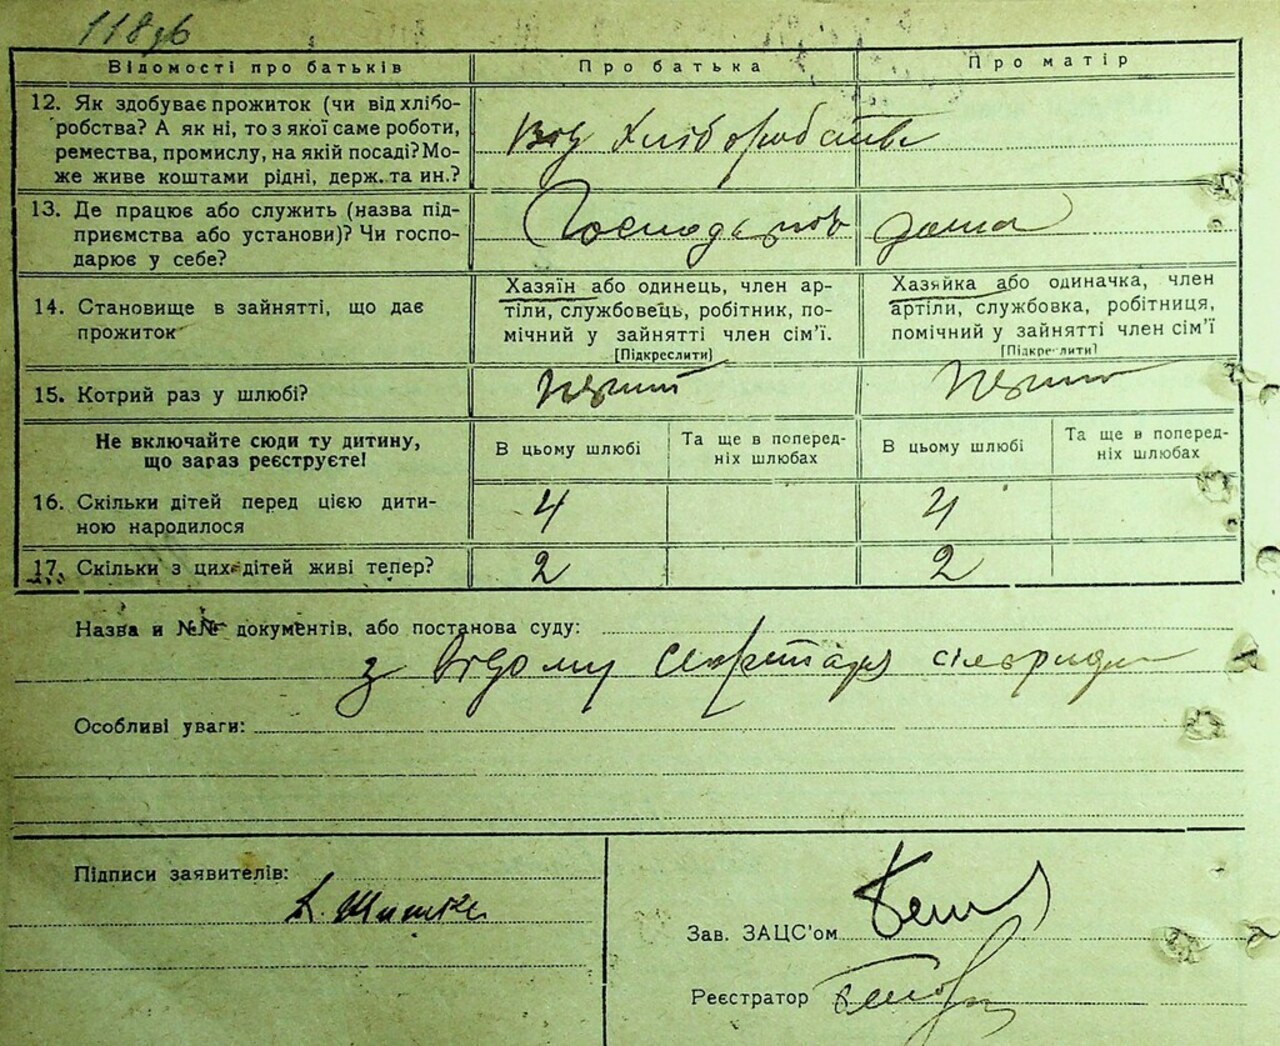 118зв
Відомості про батьків
Про батька
Про матір
12. Як здобуває прожиток (чи від хлібо-
робства? А як ні, то з якої саме роботи,
ремества, промислу, на якій посаді? Мо-
же живе коштами рідні, держ. та ин.?
Від Хліборобства
13. Де працює або служить (назва під-
приємства або установи)? Чи госпо-
дарює у себе?
14. Становище в зайнятті, що дає
прожиток
Хазяїн або одинець, член ар-
тіли, службовець, робітник, по-
мічний у зайнятті член сім'ї.
[Підкреслити]
Хазяйка або одиначка, член
артіли, службовка, робітниця,
помічний у зайнятті член сім'ї
[Підкреслити]
15. Котрий раз у шлюбі?
Не включайте сюди ту дитину,
що зараз реєструєте!
В цьому шлюбі
Та ще в поперед-
ніх шлюбах
В цьому шлюбі
Та ще в поперед-
ніх шлюбах
16. Скільки дітей перед цією дити-
ною народилося
4
4
17. Скільки з цих дітей живі тепер?
2
2
Назва и №№ документів, або постанова суду:
з відому секретаря сільради
Особливі уваги:
Підписи заявителів:
Зав. ЗАЦС'ом
Реєстратор